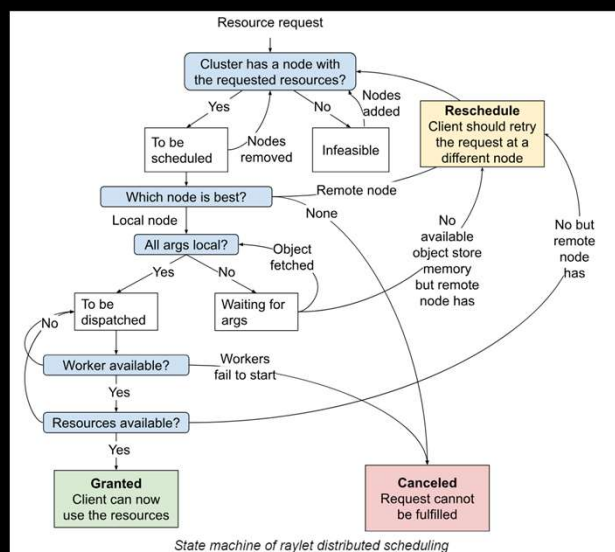 Resource request
Cluster has a node with
the requested resources?
Yes
No
Nodes
added
Nodes
removed
To be
scheduled
Infeasible
Reschedule
Client should retry
the request at a
different node
Which node is best?
Remote node
None
Local node
All args local?
Object
fetched
No
available
object store
memory
but remote
node has
No but
remote
node
has
Yes
No
To be
dispatched
Waiting for
args
No
Worker available?
Workers
fail to start
Yes
Resources available?
Yes
Granted
Client can now
use the resources
Canceled
Request cannot
be fulfilled
State machine of raylet distributed scheduling